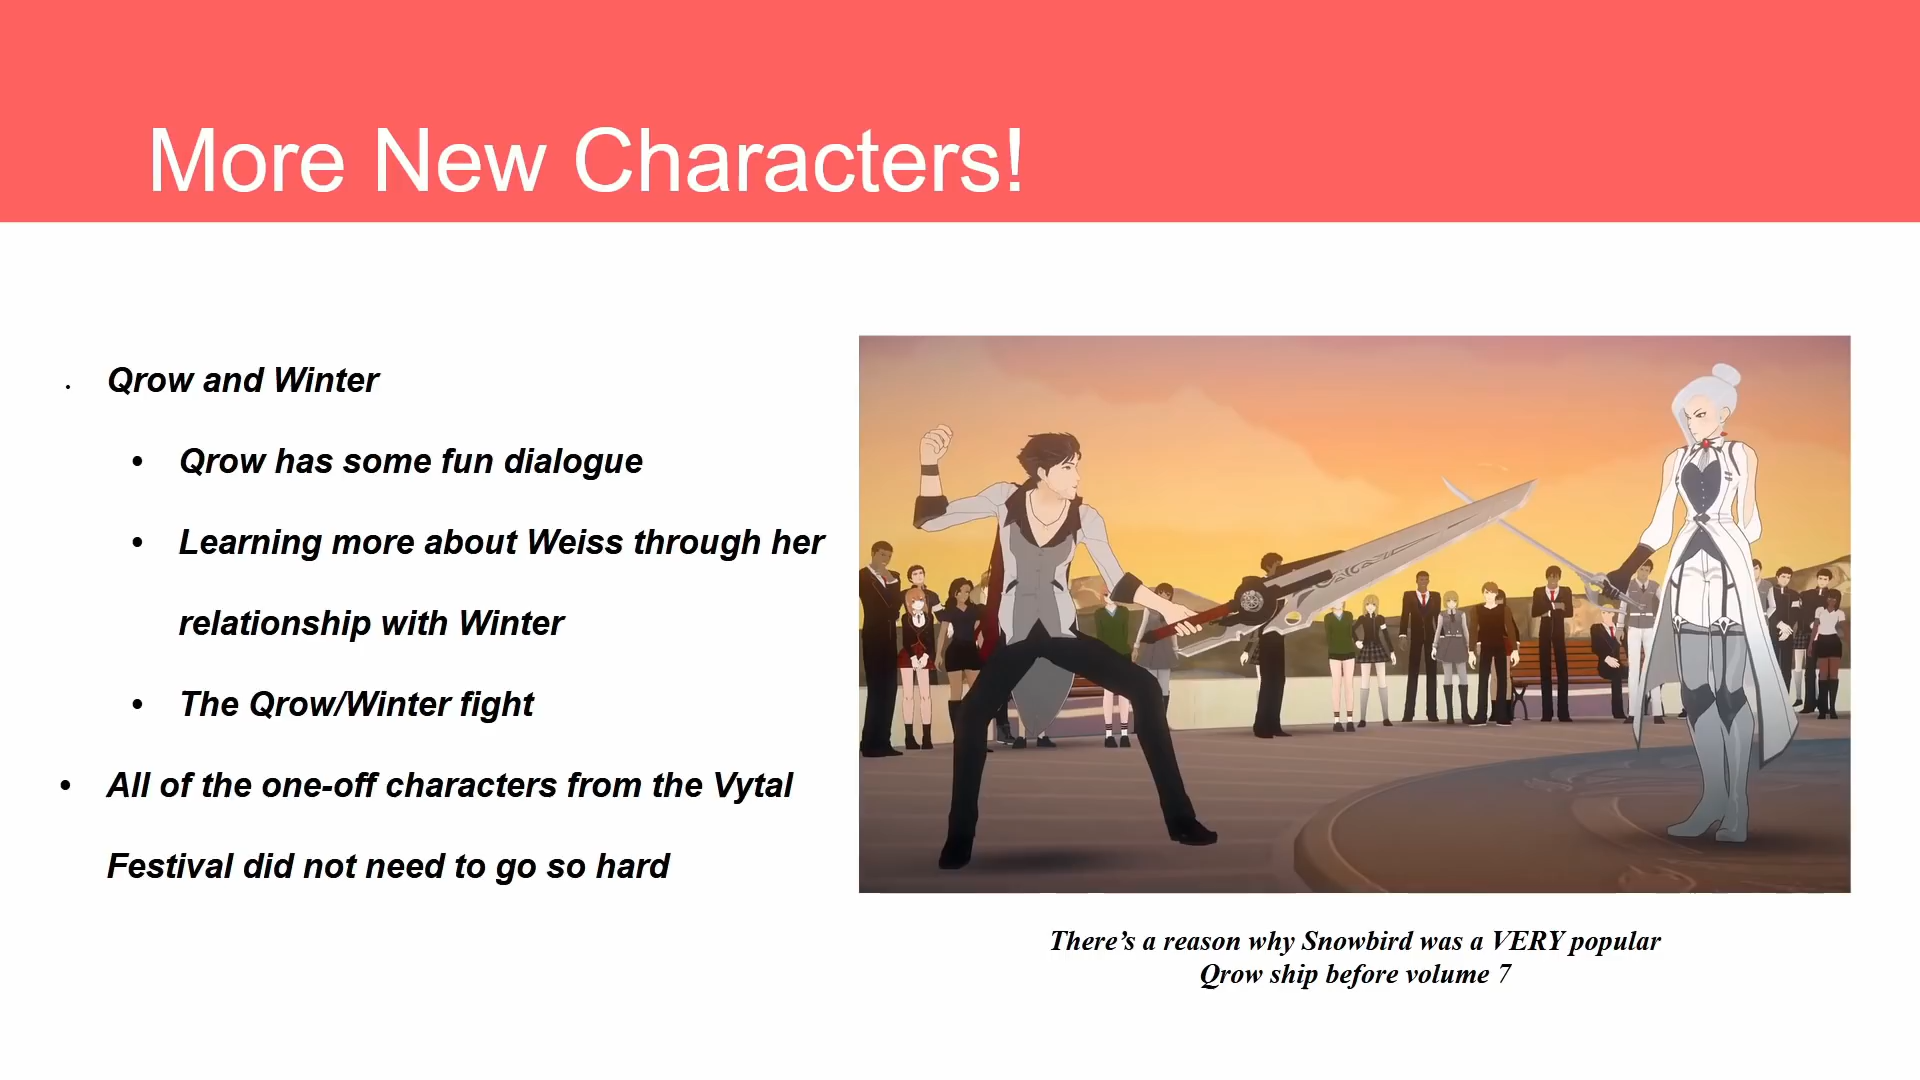 More New Characters!
• Qrow and Winter
• Qrow has some fun dialogue
• Learning more about Weiss through her
relationship with Winter
• The Qrow/Winter fight
• All of the one-off characters from the Vytal
Festival did not need to go so hard
There’s a reason why Snowbird was a VERY popular
Qrow ship before volume 7